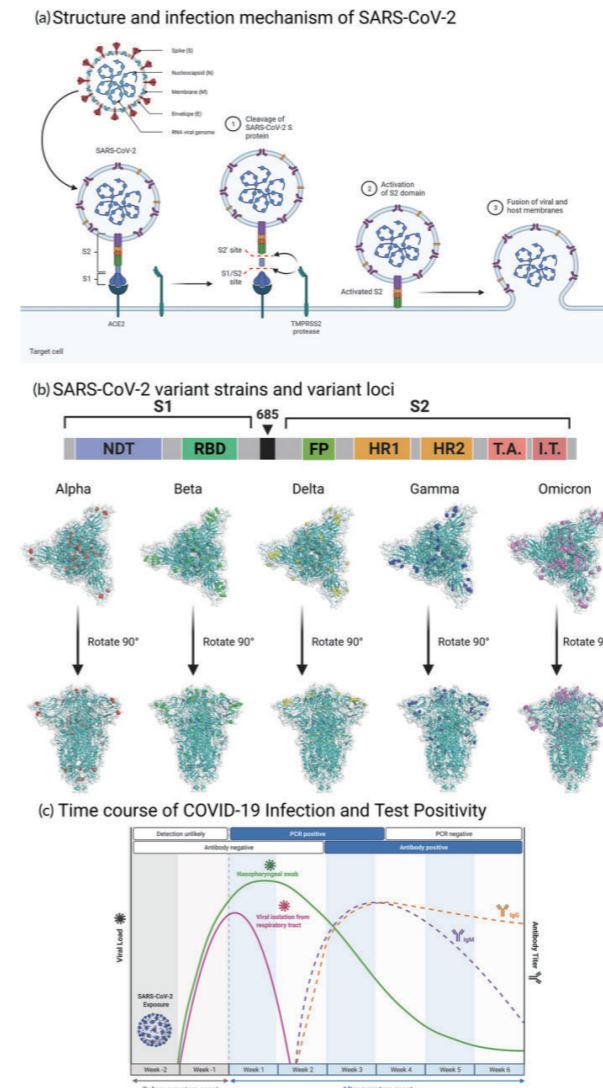 (a) Structure and infection mechanism of SARS-CoV-2
Spike (S)
Nucleocapsid (N)
Membrane (M)
Envelope (E)
RNA viral genome
SARS-CoV-2
1
Cleavage of
SARS-CoV-2 S
protein
2
Activation
of S2 domain
3
Fusion of viral and
host membranes
S2
S1
S2' site
S1/S2
site
Activated S2
ACE2
TMPRSS2
protease
Target cell
(b) SARS-CoV-2 variant strains and variant loci
S1
685
S2
NDT
RBD
FP
HR1
HR2
T.A.
I.T.
Alpha
Beta
Delta
Gamma
Omicron
Rotate 90°
Rotate 90°
Rotate 90°
Rotate 90°
Rotate 9
(c) Time course of COVID-19 Infection and Test Positivity
Detection unlikely
PCR positive
PCR negative
Antibody negative
Antibody positive
Nasopharyngeal swab
Viral isolation from
respiratory tract
IgG
IgM
Viral Load
Antibody Titer
SARS-CoV-2
Exposure
Week -2
Week -1
Week 1
Week 2
Week 3
Week 4
Week 5
Week 6